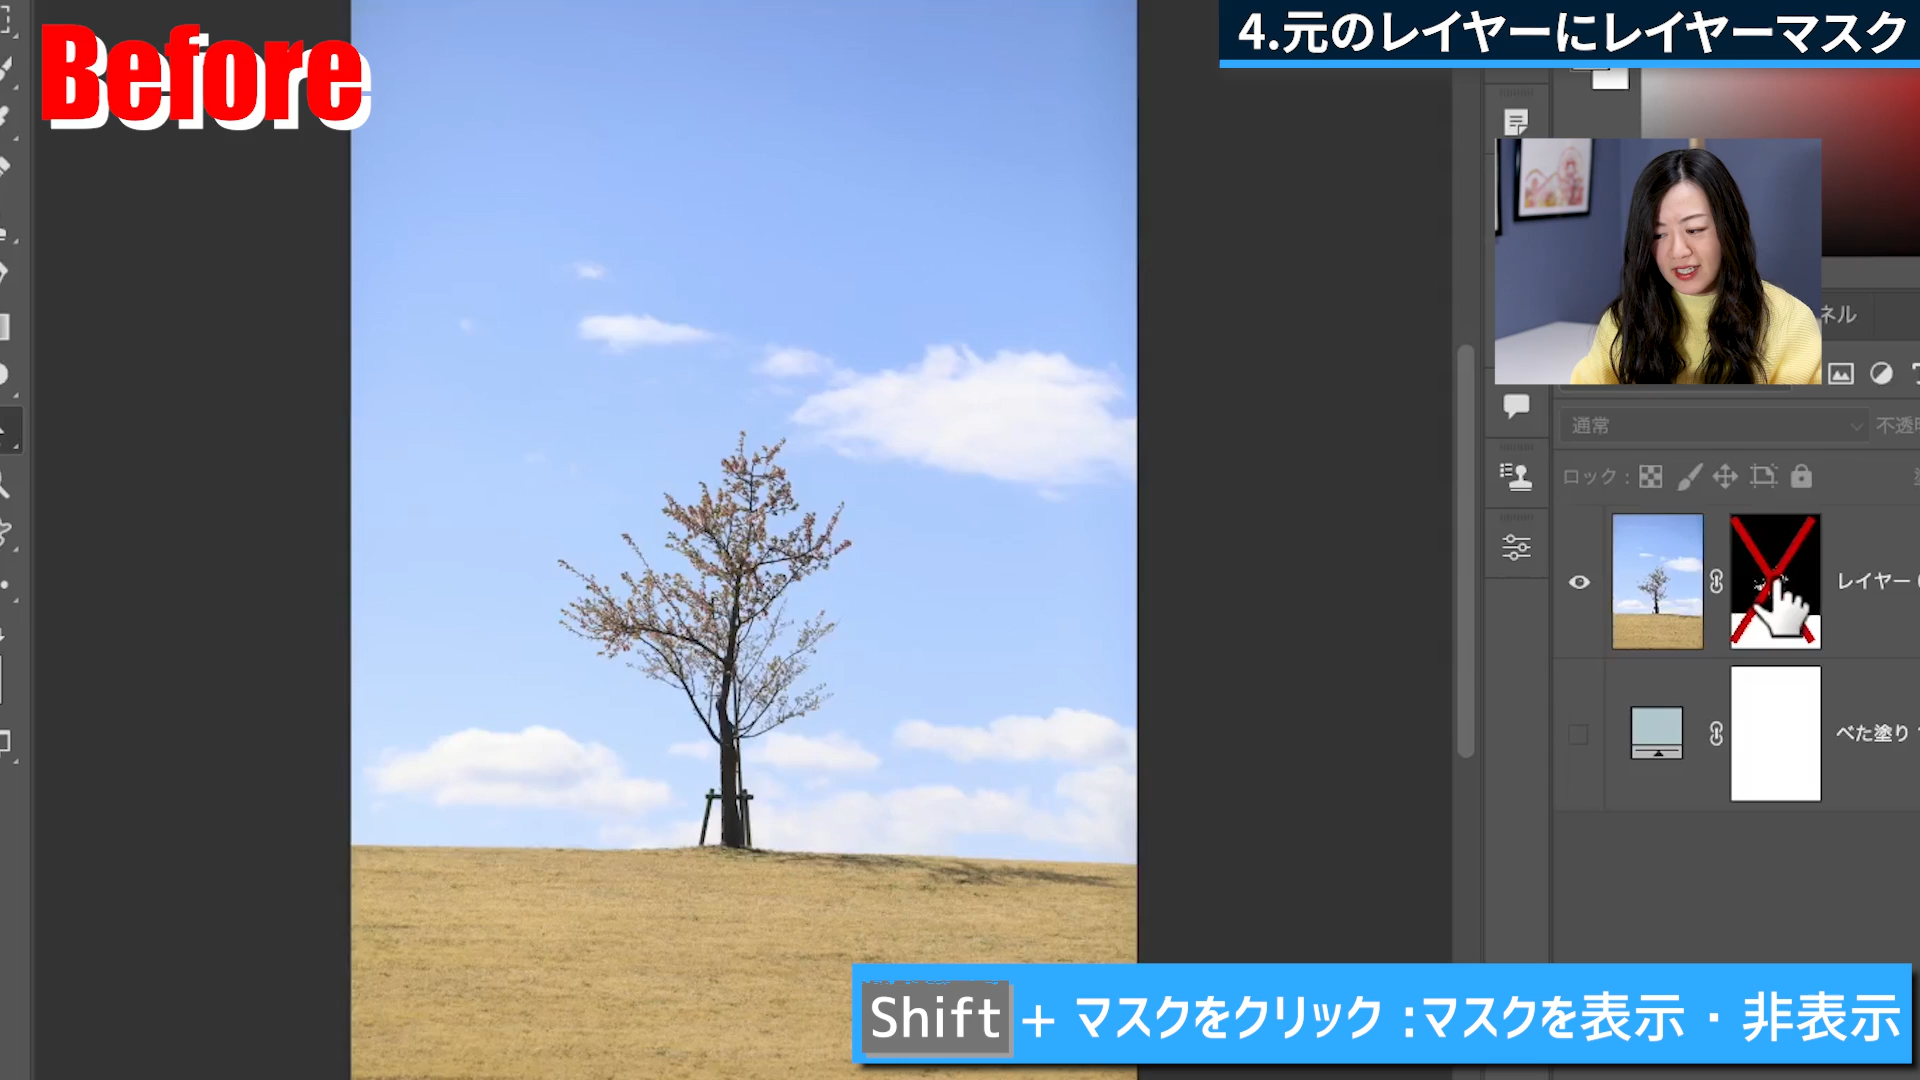 Before
4.元のレイヤーにレイヤーマスク
ネル
通常
不透明
ロック :
レイヤー
べた塗り
Shift + マスクをクリック :マスクを表示・非表示